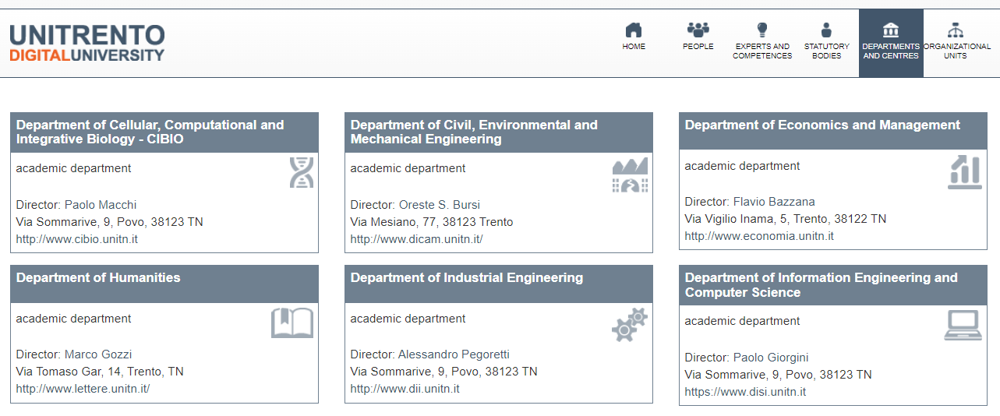 UNITRENTO
DIGITALUNIVERSITY
HOME
PEOPLE
EXPERTS AND
COMPETENCES
STATUTORY
BODIES
DEPARTMENTS
AND CENTRES
ORGANIZATIONAL
UNITS
Department of Cellular, Computational and
Integrative Biology - CIBIO
academic department
Director: Paolo Macchi
Via Sommarive, 9, Povo, 38123 TN
http://www.cibio.unitn.it
Department of Civil, Environmental and
Mechanical Engineering
academic department
Director: Oreste S. Bursi
Via Mesiano, 77, 38123 Trento
http://www.dicam.unitn.it/
Department of Economics and Management
academic department
Director: Flavio Bazzana
Via Vigilio Inama, 5, Trento, 38122 TN
http://www.economia.unitn.it
Department of Humanities
academic department
Director: Marco Gozzi
Via Tomaso Gar, 14, Trento, TN
http://www.lettere.unitn.it/
Department of Industrial Engineering
academic department
Director: Alessandro Pegoretti
Via Sommarive, 9, Povo, 38123 TN
http://www.dii.unitn.it
Department of Information Engineering and
Computer Science
academic department
Director: Paolo Giorgini
Via Sommarive, 9, Povo, 38123 TN
https://www.disi.unitn.it